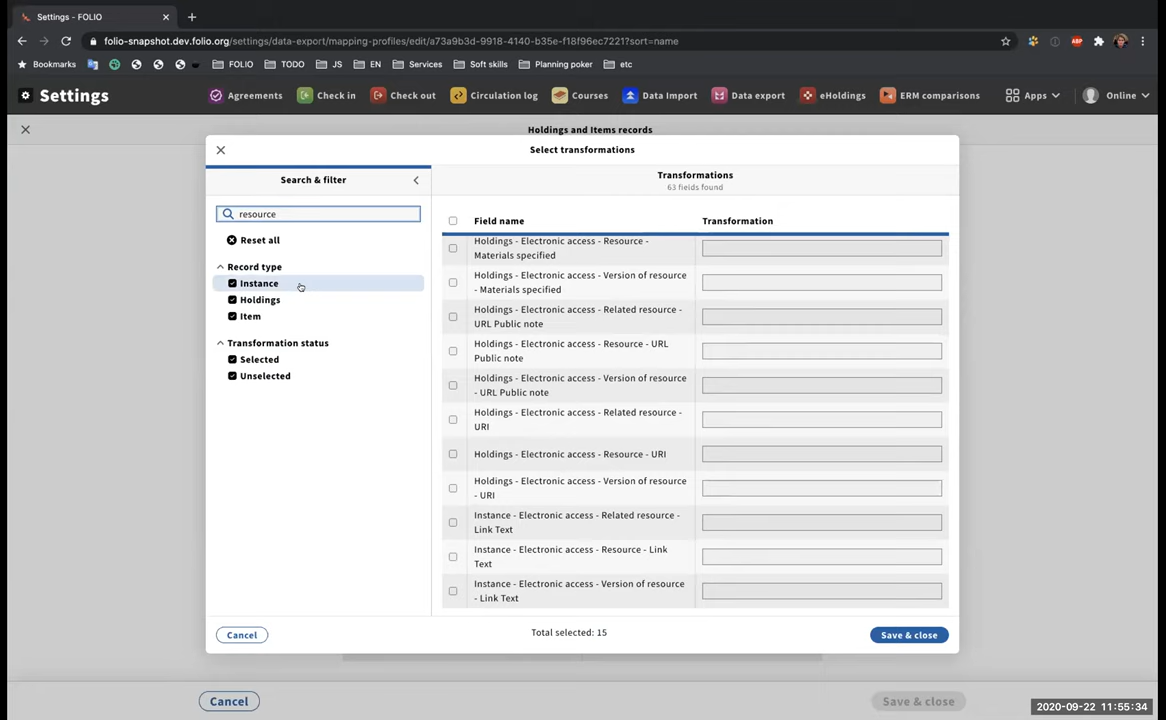 Settings - FOLIO
folio-snapshot.dev.folio.org/settings/data-export/mapping-profiles/edit/a73a9b3d-9918-4140-b35e-f18f96ec7221?sort=name
ABP
Bookmarks FOLIO TODO JS EN Services Soft skills Planning poker etc
Settings Agreements Check in Check out Circulation log Courses Data Import Data export eHoldings ERM comparisons Apps Online
Holdings and Items records
Select transformations
Search & filter
resource
Reset all
Record type
Instance
Holdings
Item
Transformation status
Selected
Unselected
Transformations
63 fields found
Field name Transformation
Holdings - Electronic access - Resource -
Materials specified
Holdings - Electronic access - Version of resource
- Materials specified
Holdings - Electronic access - Related resource -
URL Public note
Holdings - Electronic access - Resource - URL
Public note
Holdings - Electronic access - Version of resource
- URL Public note
Holdings - Electronic access - Related resource -
URI
Holdings - Electronic access - Resource - URI
Holdings - Electronic access - Version of resource
- URI
Instance - Electronic access - Related resource -
Link Text
Instance - Electronic access - Resource - Link
Text
Instance - Electronic access - Version of resource
- Link Text
Cancel Total selected: 15 Save & close
Cancel Save & close
2020-09-22 11:55:34